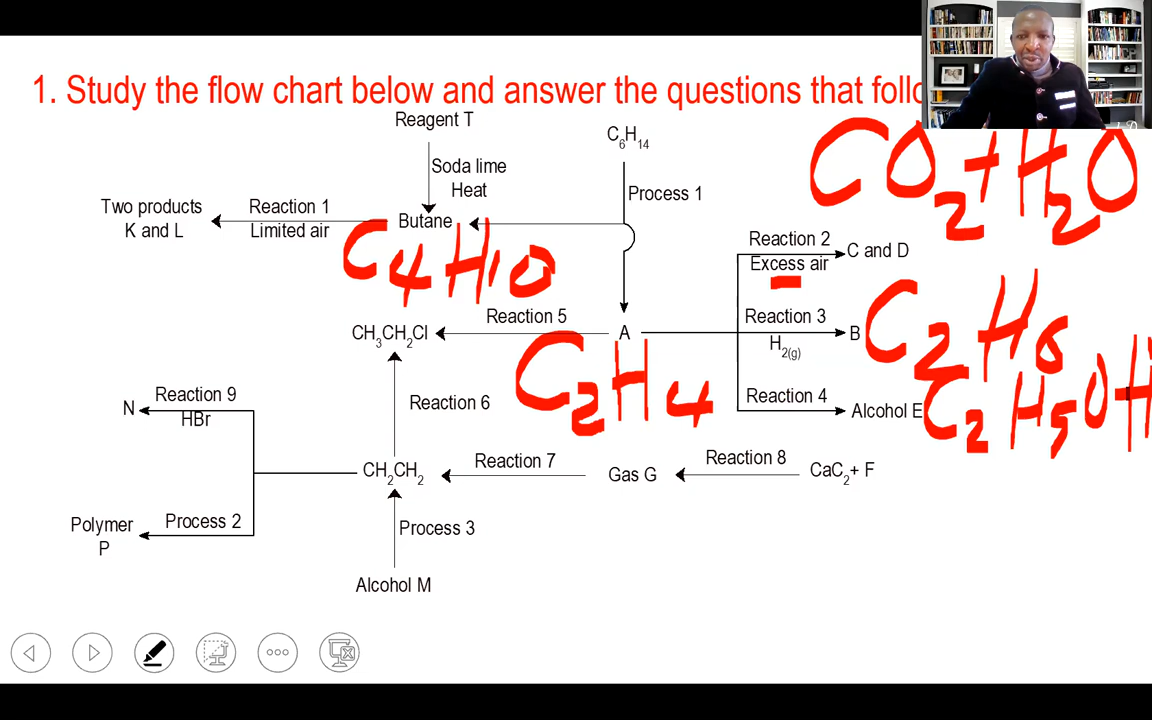 1. Study the flow chart below and answer the questions that follo
Reagent T
C6H14
Soda lime
Heat
Process 1
Two products
K and L
Reaction 1
Limited air
Butane
C4H10
CO2+H2O
Reaction 2
Excess air
C and D
CH3CH2Cl
Reaction 5
A
C2H4
Reaction 3
H2(g)
B
C2H6
Reaction 4
Alcohol E
C2H5OH
N
Reaction 9
HBr
Reaction 6
CH2CH2
Reaction 7
Gas G
Reaction 8
CaC2+ F
Polymer
P
Process 2
Process 3
Alcohol M